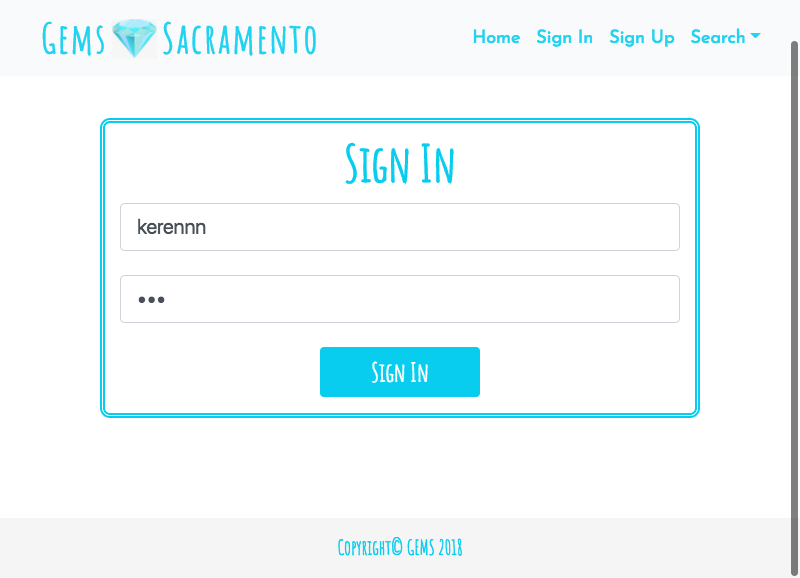 Gems Sacramento
Home Sign In Sign Up Search
Sign In
kerennn
•••
Sign In
Copyright© GEMS 2018